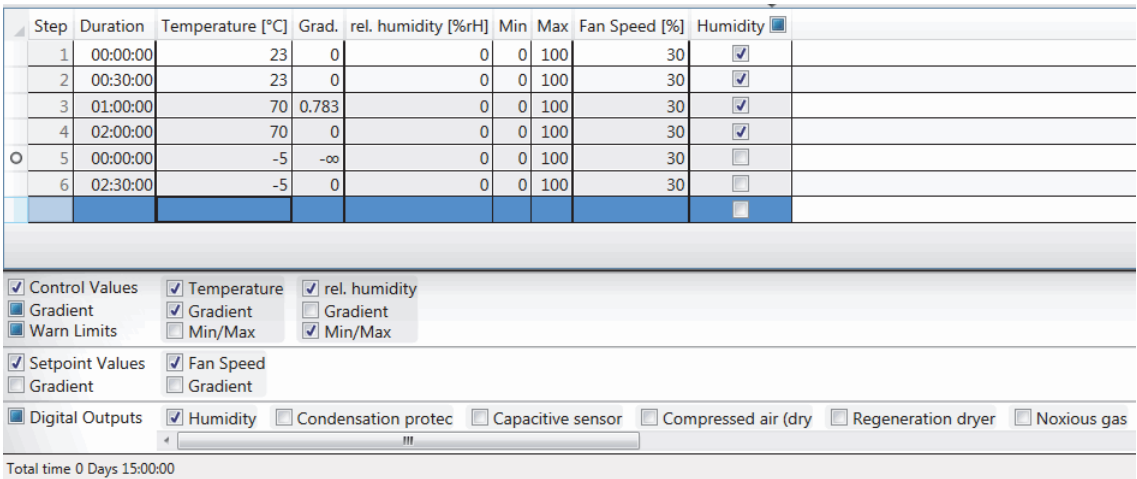 Step Duration Temperature [°C] Grad. rel. humidity [%rH] Min Max Fan Speed [%] Humidity
1 00:00:00 23 0 0 0 100 30
2 00:30:00 23 0 0 0 100 30
3 01:00:00 70 0.783 0 0 100 30
4 02:00:00 70 0 0 0 100 30
5 00:00:00 -5 -∞ 0 0 100 30
6 02:30:00 -5 0 0 0 100 30
Control Values Temperature rel. humidity
Gradient Gradient Gradient
Warn Limits Min/Max Min/Max
Setpoint Values Fan Speed
Gradient Gradient
Digital Outputs Humidity Condensation protec Capacitive sensor Compressed air (dry Regeneration dryer Noxious gas
Total time 0 Days 15:00:00